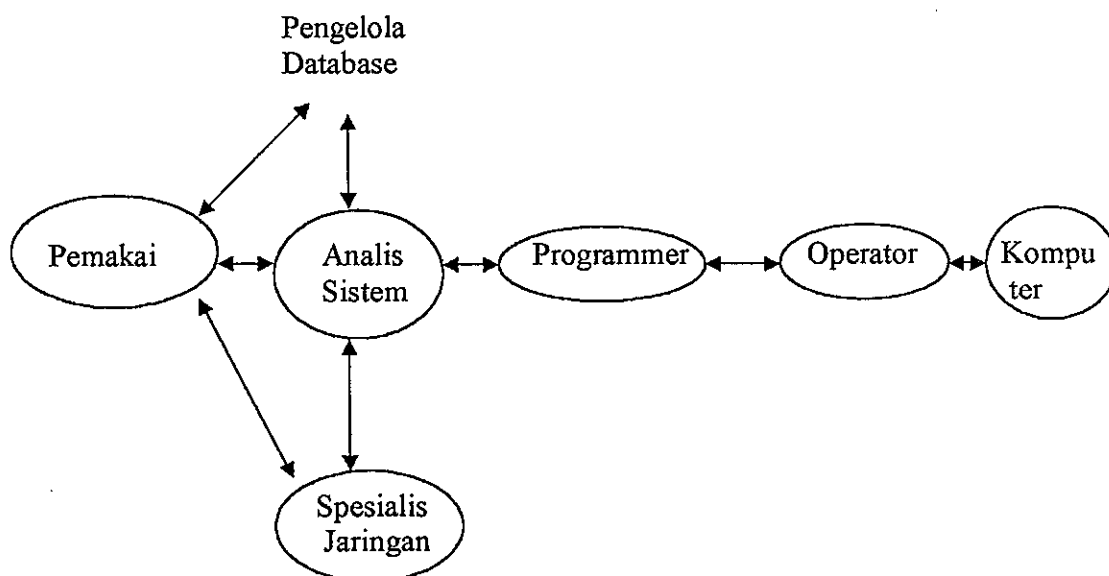 Pengelola
Database
Pemakai
Analis
Sistem
Programmer
Operator
Kompu
ter
Spesialis
Jaringan